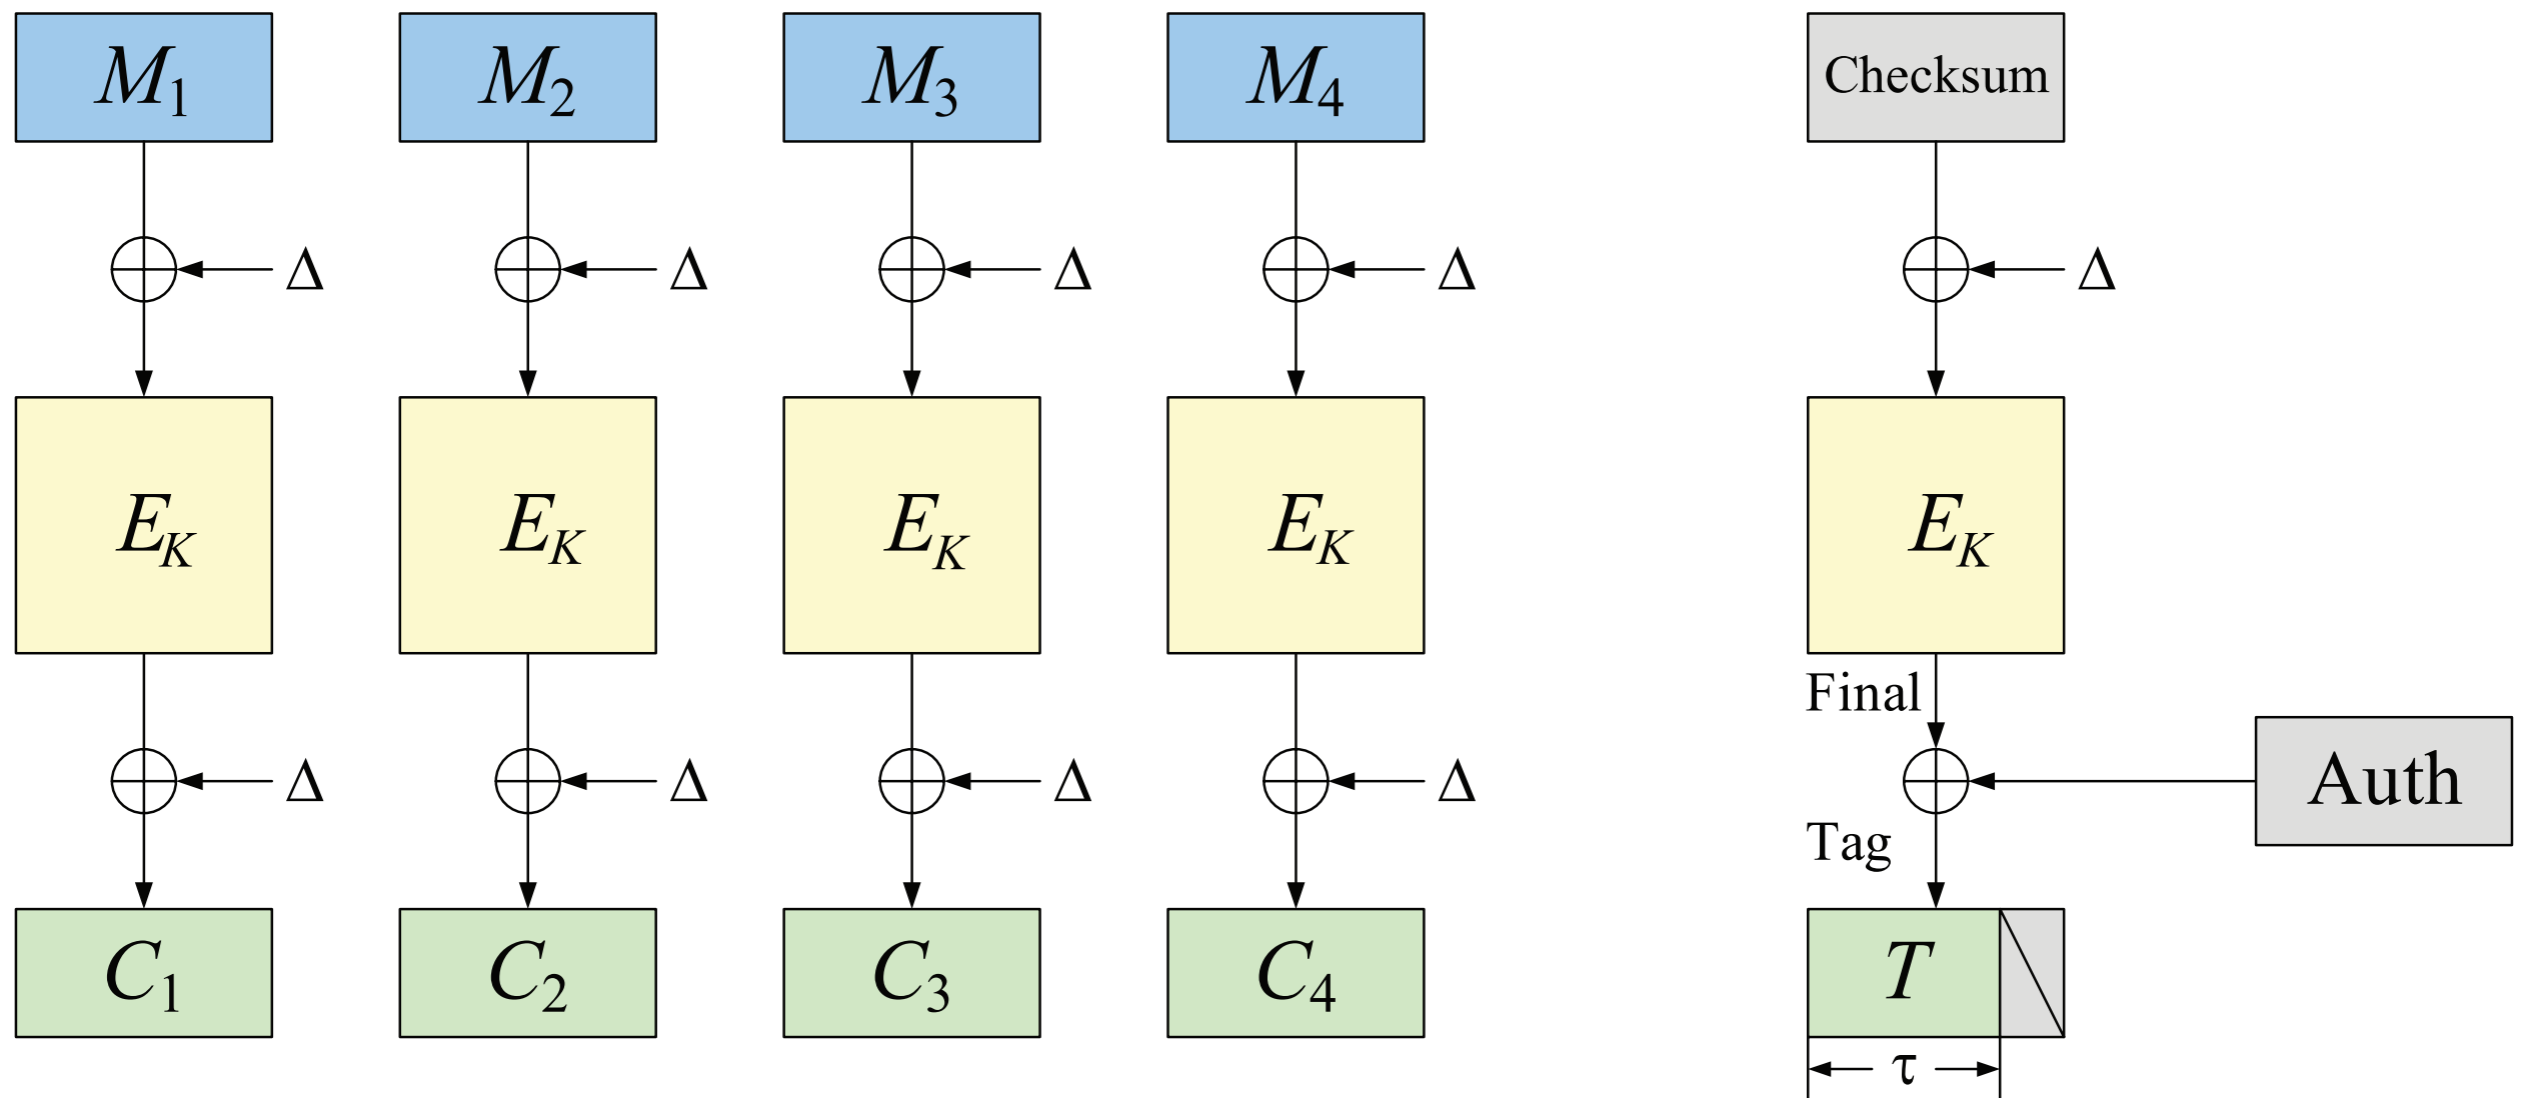 M1 M2 M3 M4 Checksum
Δ Δ Δ Δ Δ
EK EK EK EK EK
Final
Δ Δ Δ Δ Auth
Tag
C1 C2 C3 C4 T
τ